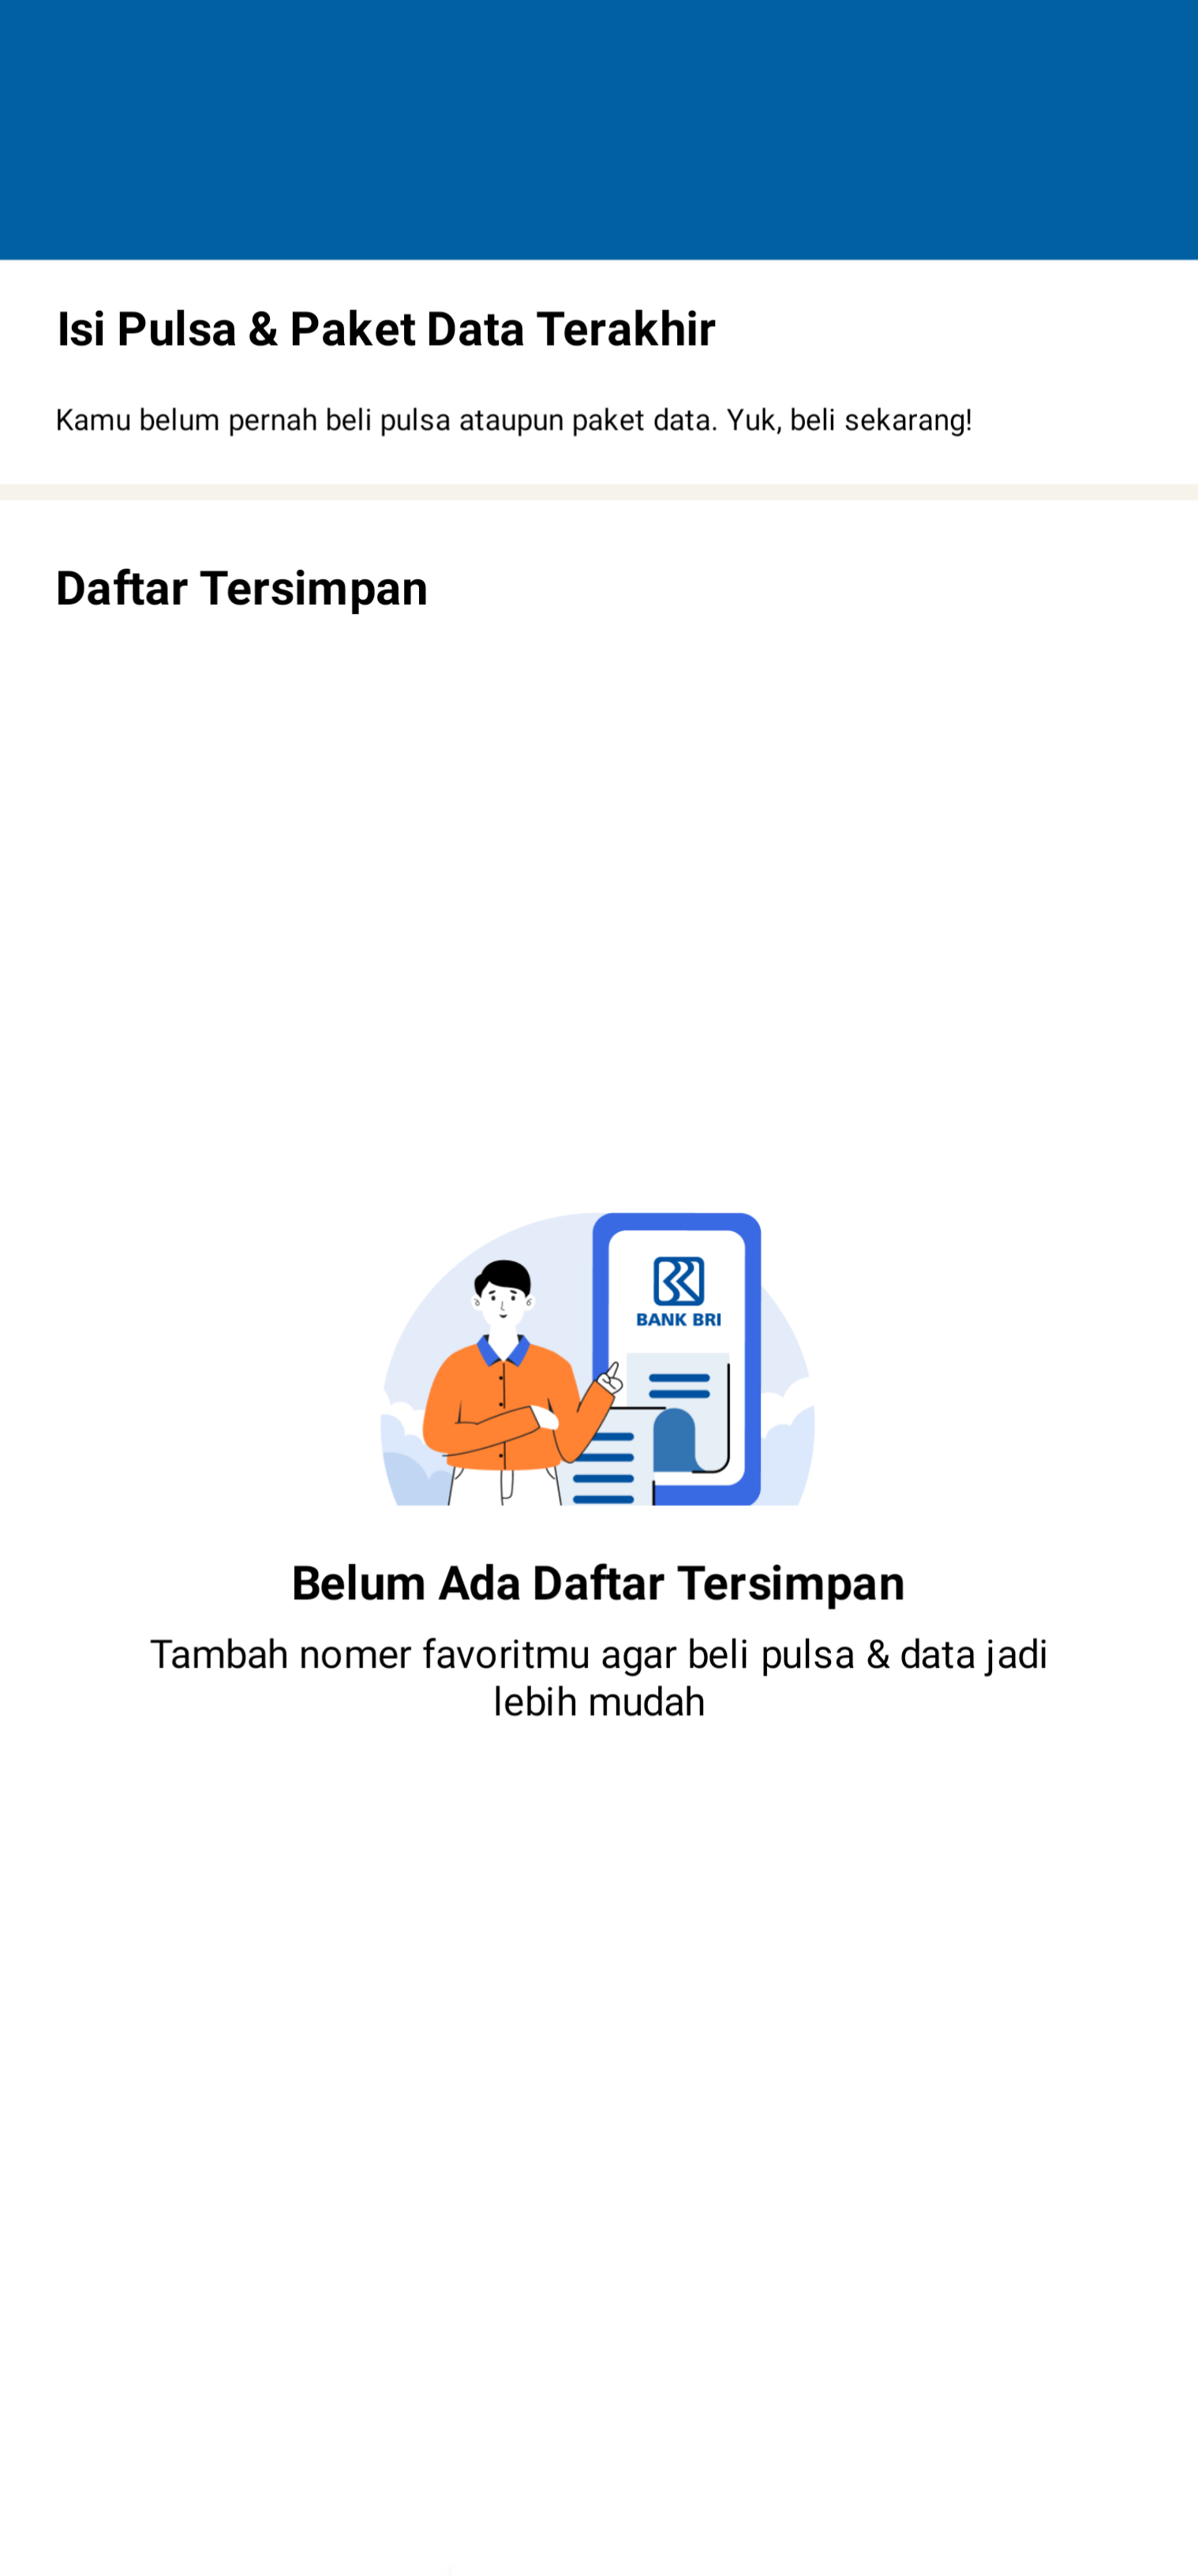 Isi Pulsa & Paket Data Terakhir
Kamu belum pernah beli pulsa ataupun paket data. Yuk, beli sekarang!
Daftar Tersimpan
BANK BRI
Belum Ada Daftar Tersimpan
Tambah nomer favoritmu agar beli pulsa & data jadi
lebih mudah